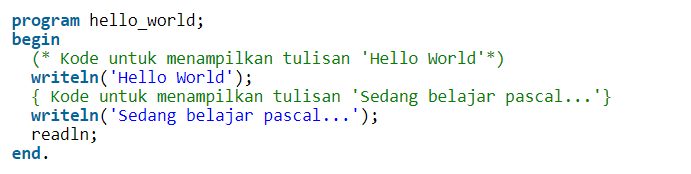 program hello_world;
begin
  (* Kode untuk menampilkan tulisan 'Hello World'*)
  writeln('Hello World');
  { Kode untuk menampilkan tulisan 'Sedang belajar pascal...'}
  writeln('Sedang belajar pascal...');
  readln;
end.